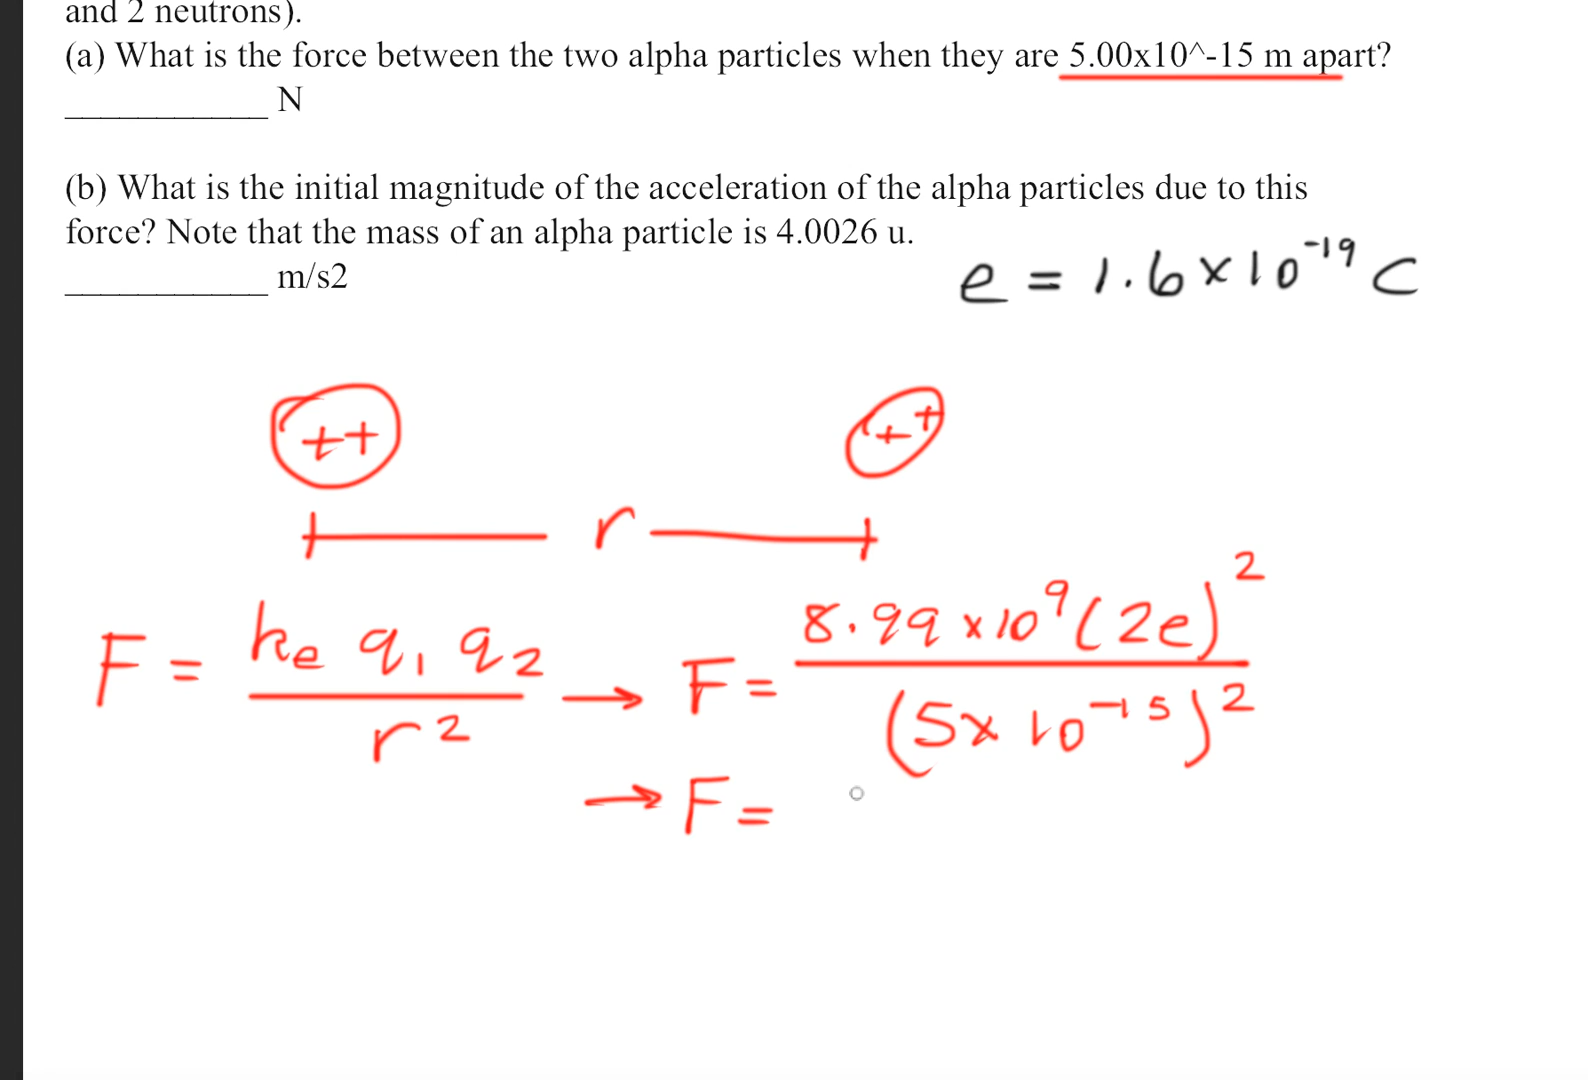 and 2 neutrons).
(a) What is the force between the two alpha particles when they are 5.00x10^-15 m apart?
___________ N
(b) What is the initial magnitude of the acceleration of the alpha particles due to this
force? Note that the mass of an alpha particle is 4.0026 u.
___________ m/s2
e = 1.6×10⁻¹⁹ C
++ ++
r
F = ke q₁ q₂ / r² → F = 8.99×10⁹(2e)² / (5×10⁻¹⁵)²
→ F =